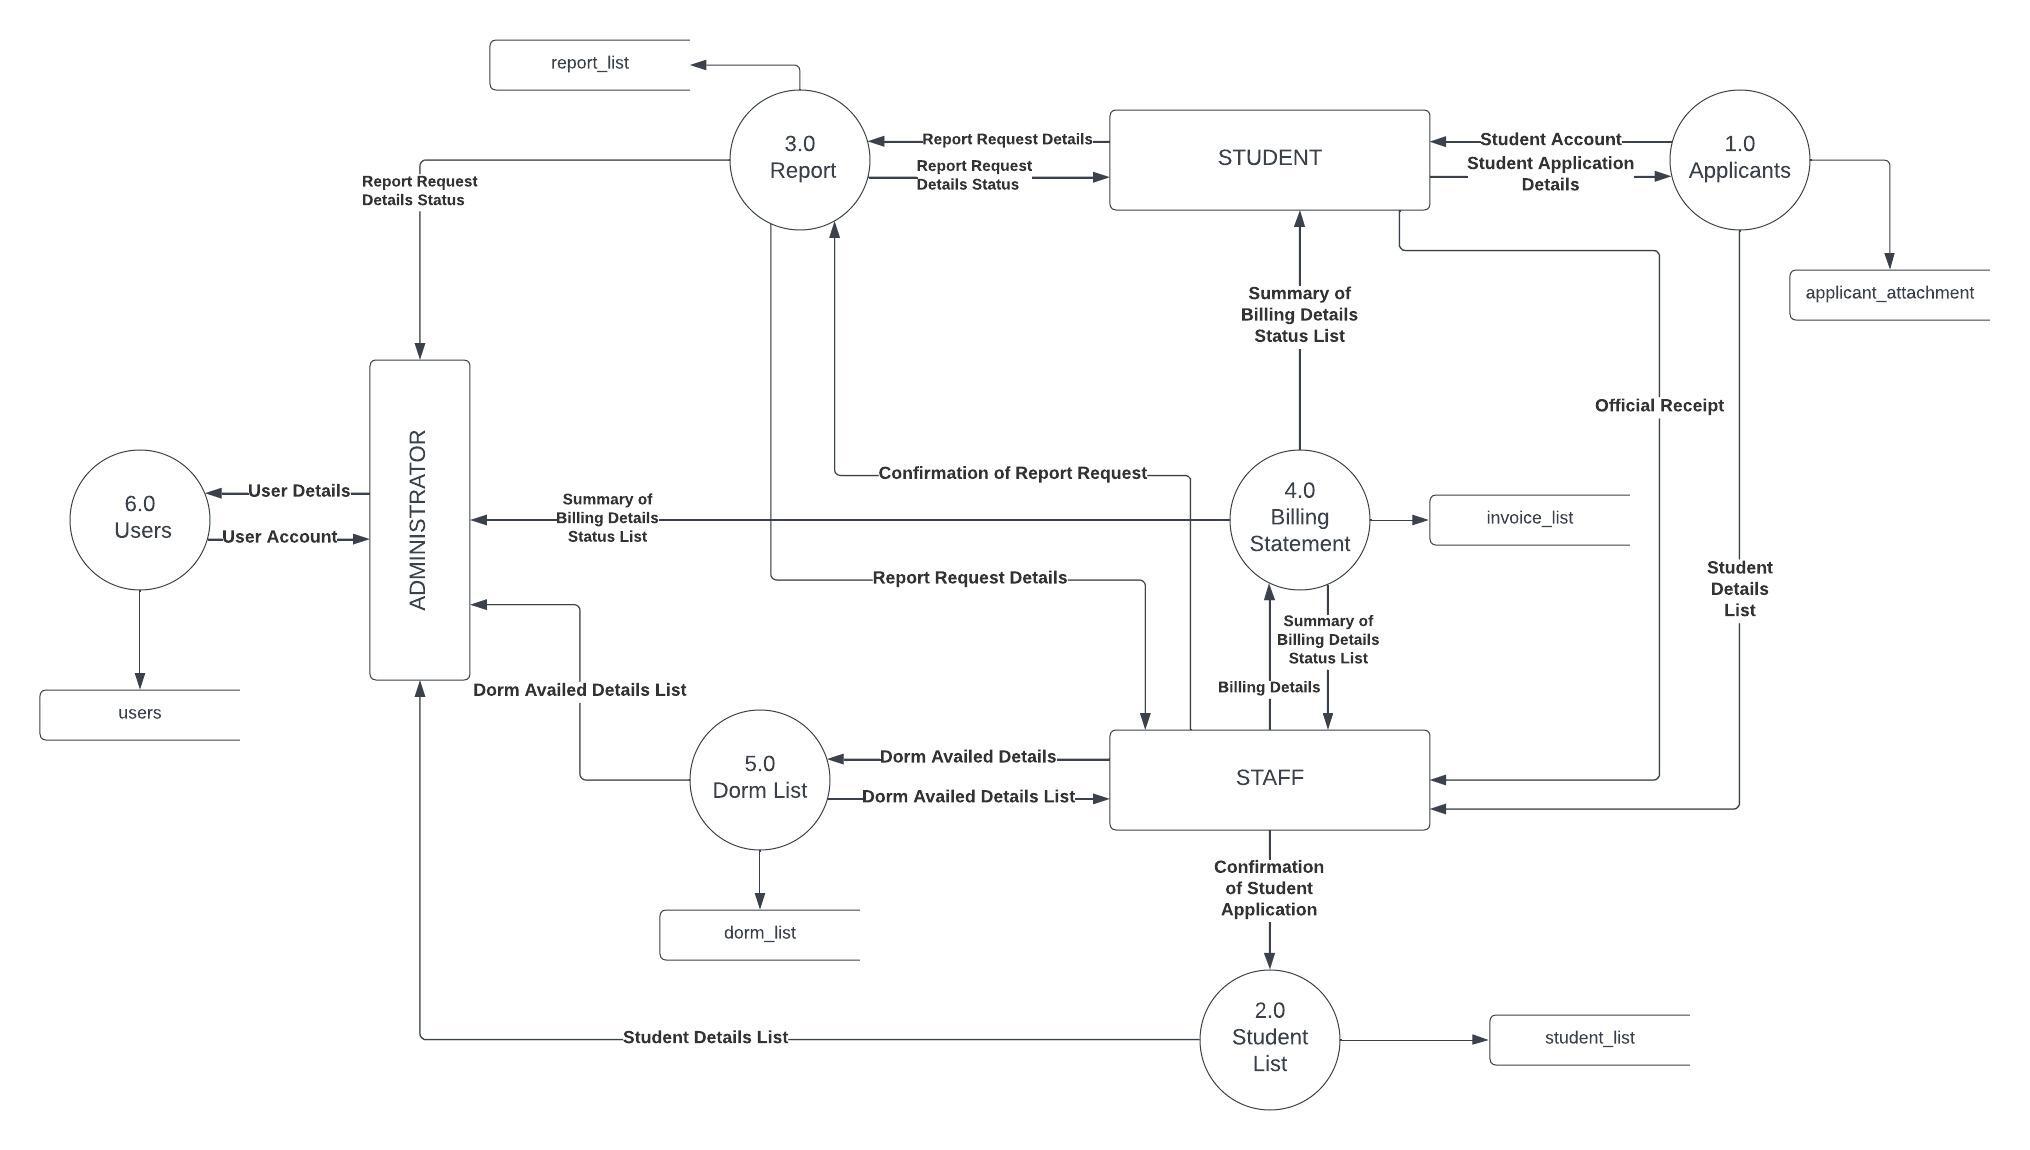 report_list
3.0
Report
Report Request Details
Report Request
Details Status
STUDENT
Student Account
Student Application
Details
1.0
Applicants
Report Request
Details Status
applicant_attachment
Summary of
Billing Details
Status List
Official Receipt
ADMINISTRATOR
6.0
Users
User Details
User Account
Summary of
Billing Details
Status List
Confirmation of Report Request
4.0
Billing
Statement
invoice_list
Report Request Details
Student
Details
List
Summary of
Billing Details
Status List
Billing Details
users
Dorm Availed Details List
5.0
Dorm List
Dorm Availed Details
Dorm Availed Details List
STAFF
Confirmation
of Student
Application
dorm_list
2.0
Student
List
Student Details List
student_list